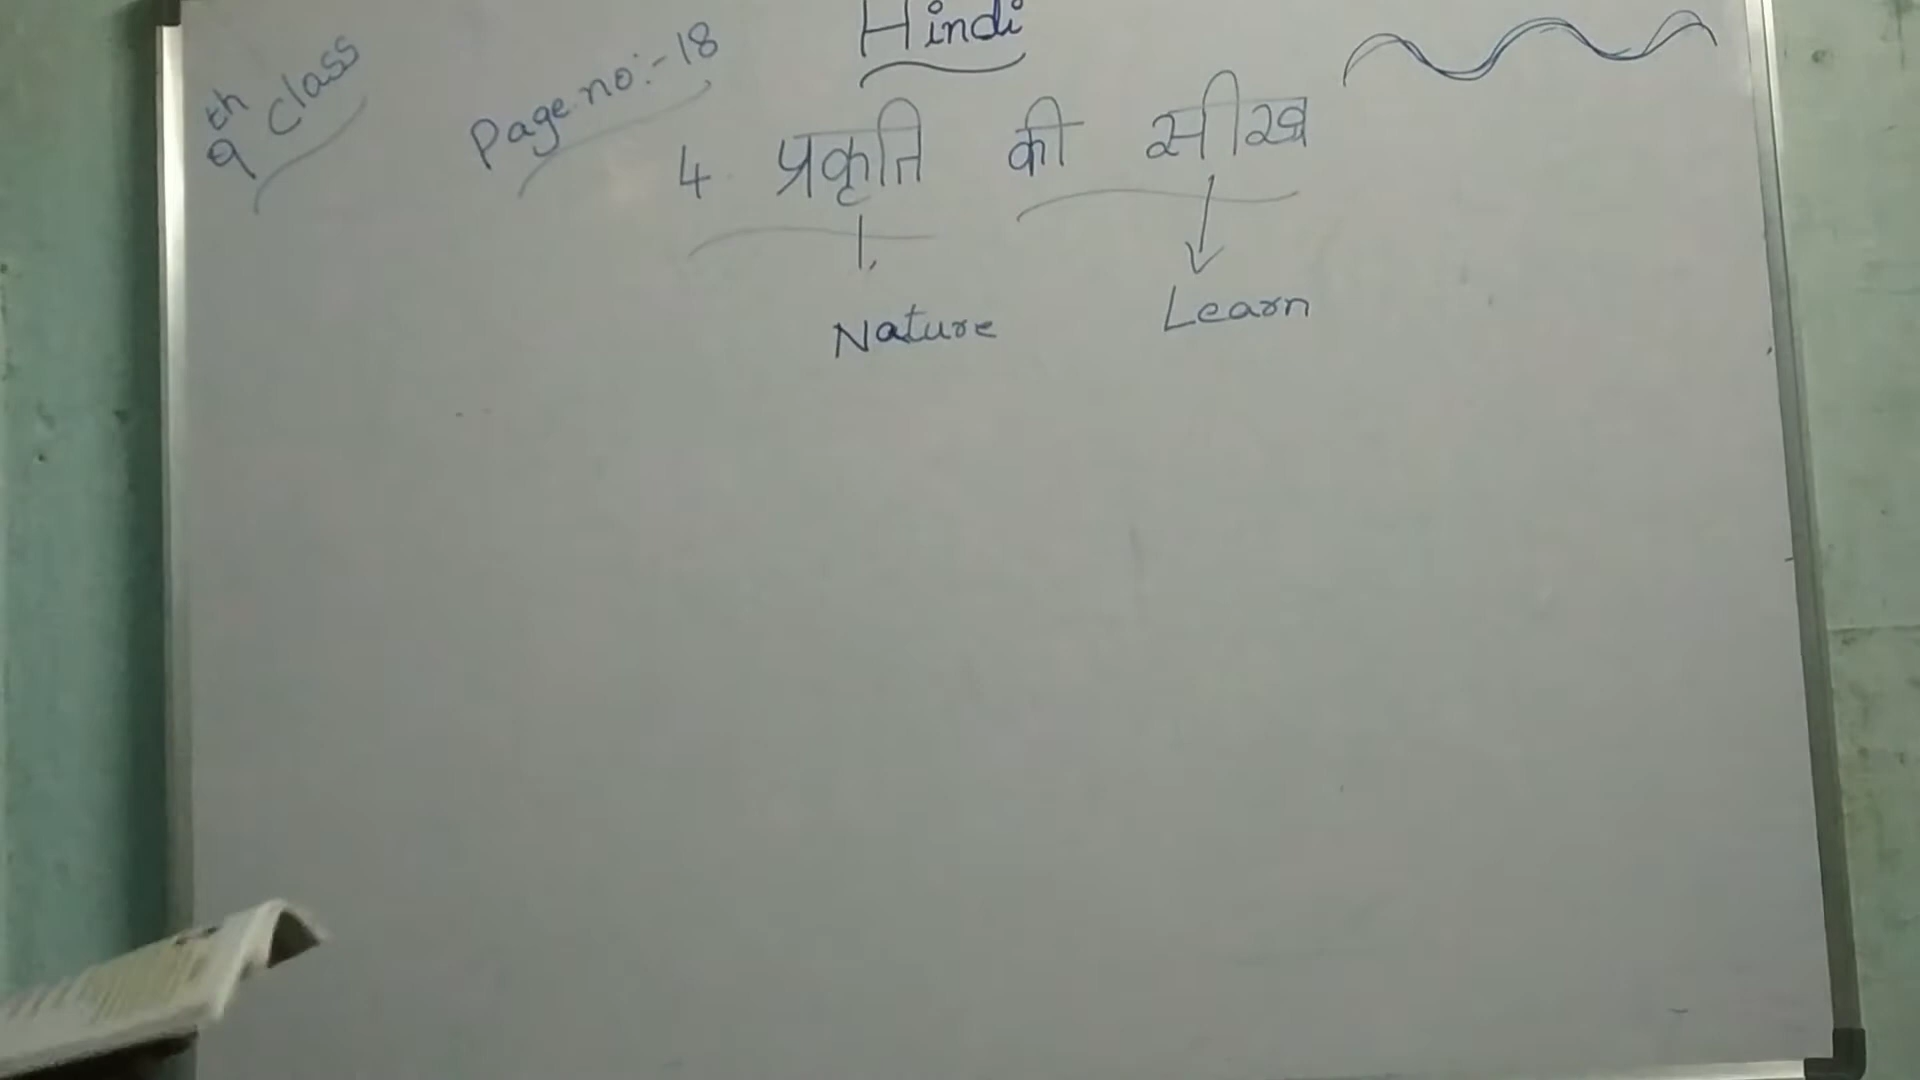 Hindi
9th Class
Page no:-18
4 प्रकृति की सीख
Nature
Learn